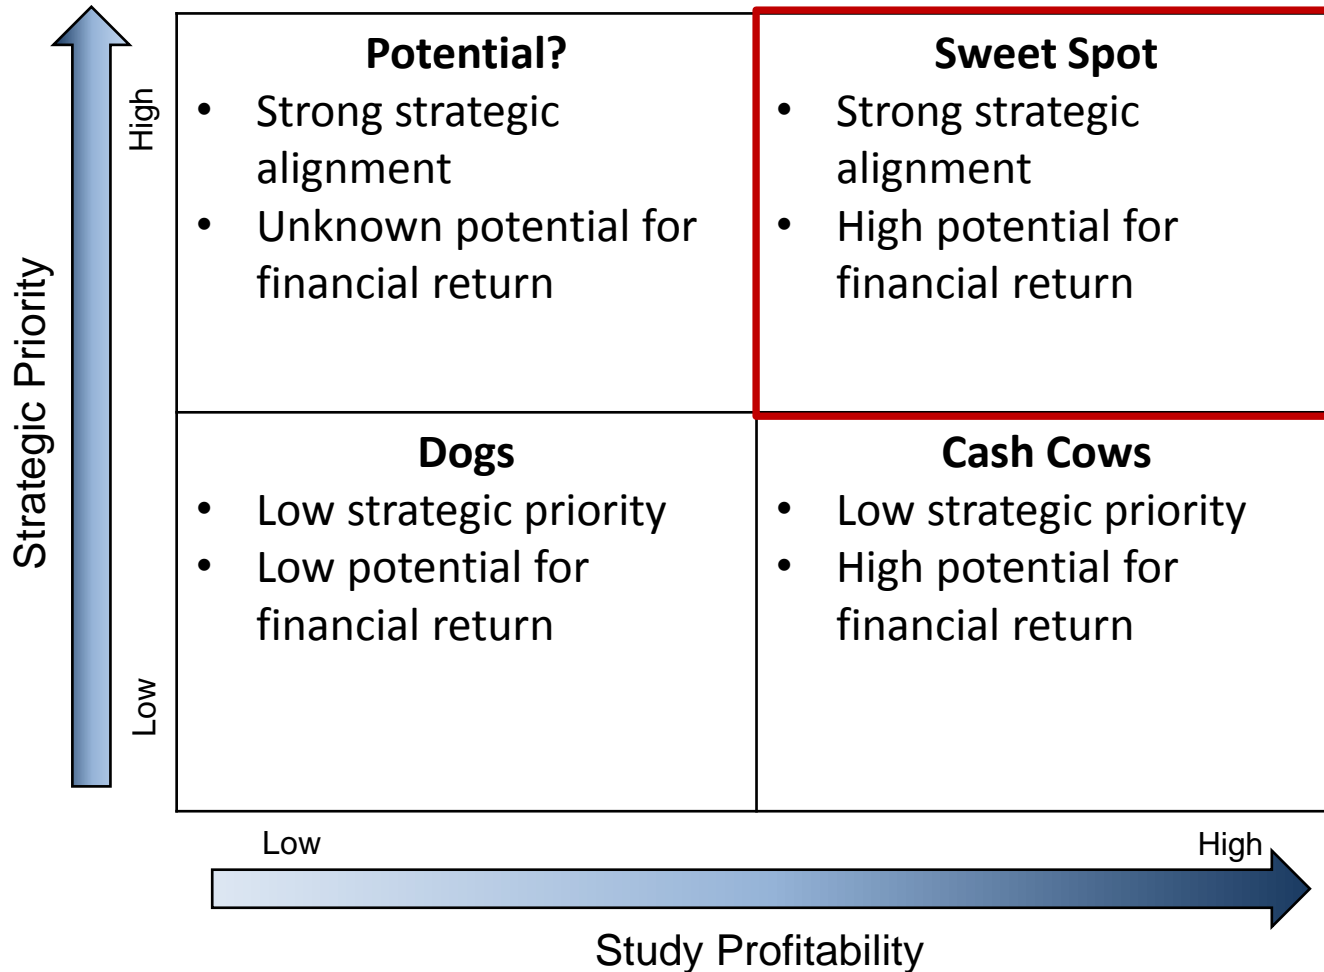 Strategic Priority
High
Low
Potential?
• Strong strategic
alignment
• Unknown potential for
financial return
Sweet Spot
• Strong strategic
alignment
• High potential for
financial return
Dogs
• Low strategic priority
• Low potential for
financial return
Cash Cows
• Low strategic priority
• High potential for
financial return
Low
High
Study Profitability